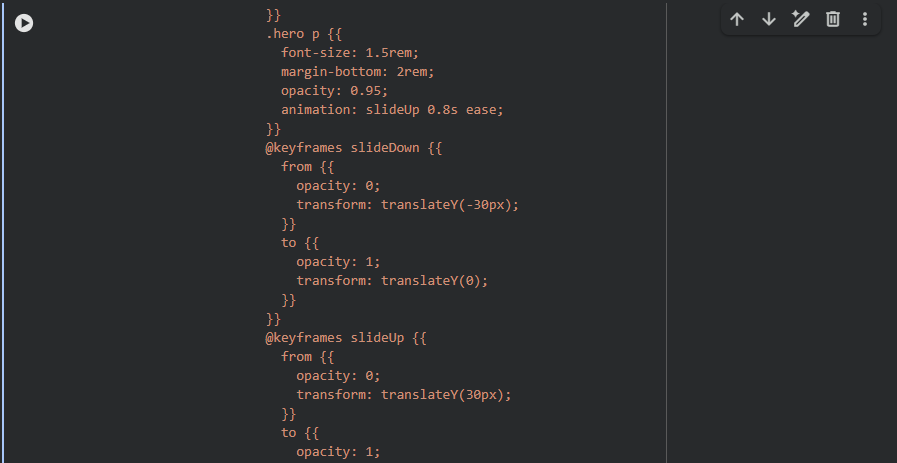 }}
.hero p {{
font-size: 1.5rem;
margin-bottom: 2rem;
opacity: 0.95;
animation: slideUp 0.8s ease;
}}
@keyframes slideDown {{
from {{
opacity: 0;
transform: translateY(-30px);
}}
to {{
opacity: 1;
transform: translateY(0);
}}
}}
@keyframes slideUp {{
from {{
opacity: 0;
transform: translateY(30px);
}}
to {{
opacity: 1;